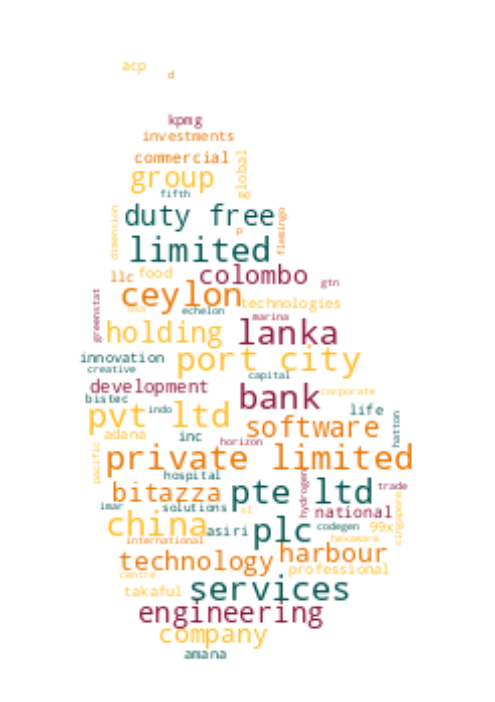 acp
d
kpmg
investments
commercial
global
group
fifth
duty free
dimension
p
flemingo
limited
colombo
llc food
gtn
ceylon
technologies
usa
echelon
greenstat
marina
holding lanka
innovation
port city
creative
capital
development
bank
corporate
bistec
pvt ltd
indo
life
hatton
software
adana
inc
horizon
pacific
private limited
hospital
bitazza
pte ltd
trade
hydrogen
imar
solutions
sl
national
singapore
china
asiri
plc
codegen
99x
international
hexaware
harbour
technology
professional
centre
takaful
services
engineering
company
amana